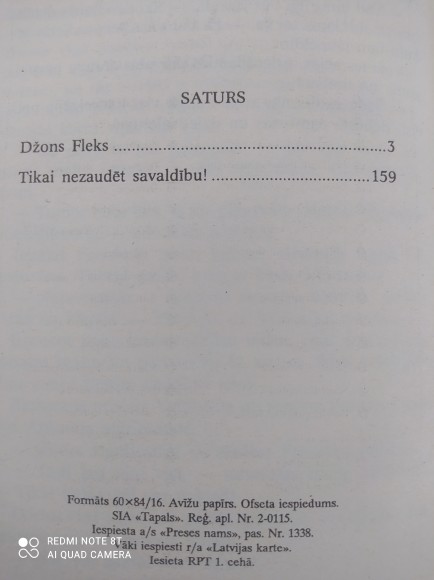 SATURS
Džons Fleks ........................................................3
Tikai nezaudēt savaldību! .................................159
Formāts 60×84/16. Avīžu papīrs. Ofseta iespiedums.
SIA «Tapals». Reģ. apl. Nr. 2-0115.
Iespiesta a/s «Preses nams», pas. Nr. 1338.
Vāki iespiesti r/a «Latvijas karte».
Iesieta RPT 1. cehā.
REDMI NOTE 8T
AI QUAD CAMERA